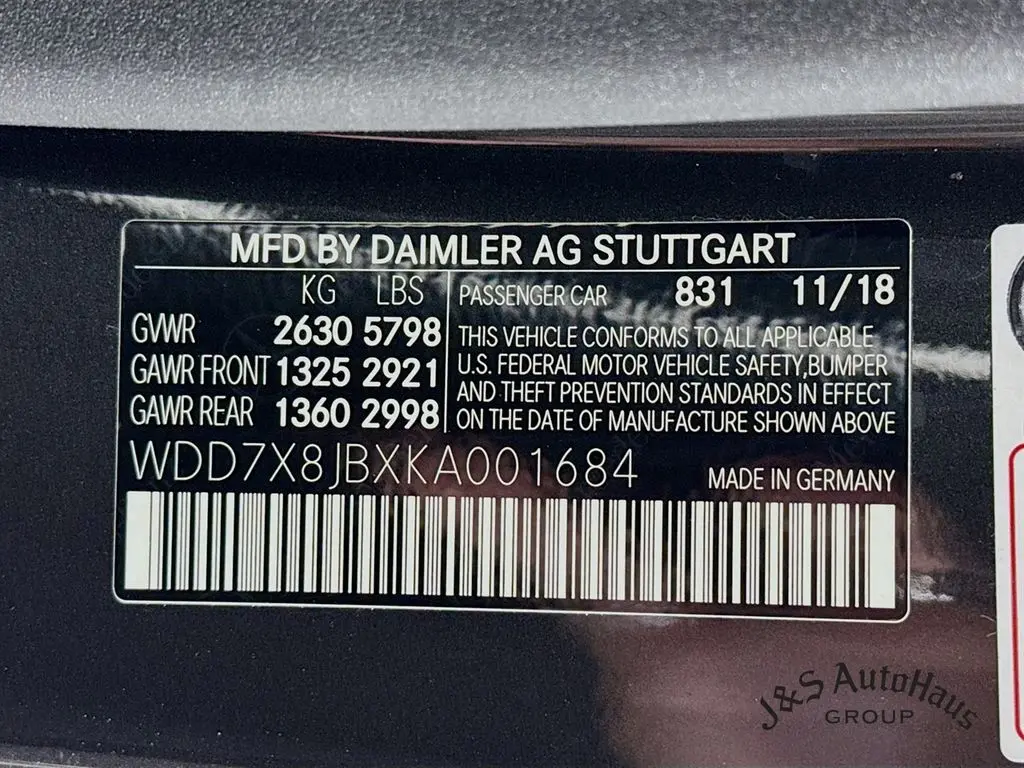 MFD BY DAIMLER AG STUTTGART
KG LBS
GVWR 2630 5798
GAWR FRONT 1325 2921
GAWR REAR 1360 2998
PASSENGER CAR 831 11/18
THIS VEHICLE CONFORMS TO ALL APPLICABLE
U.S. FEDERAL MOTOR VEHICLE SAFETY,BUMPER
AND THEFT PREVENTION STANDARDS IN EFFECT
ON THE DATE OF MANUFACTURE SHOWN ABOVE
WDD7X8JBXKA001684
MADE IN GERMANY
J&S AutoHaus
GROUP